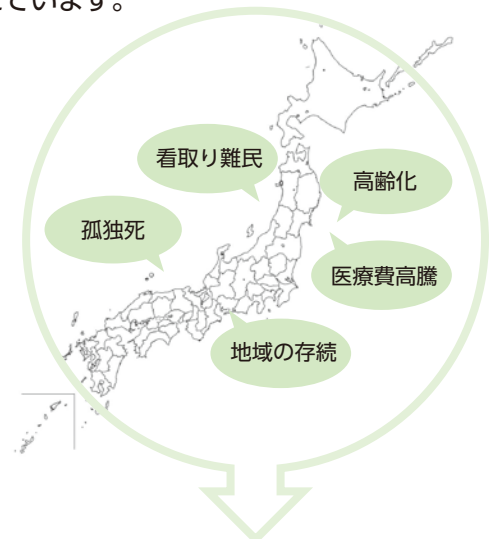 ています。
看取り難民
高齢化
孤独死
医療費高騰
地域の存続